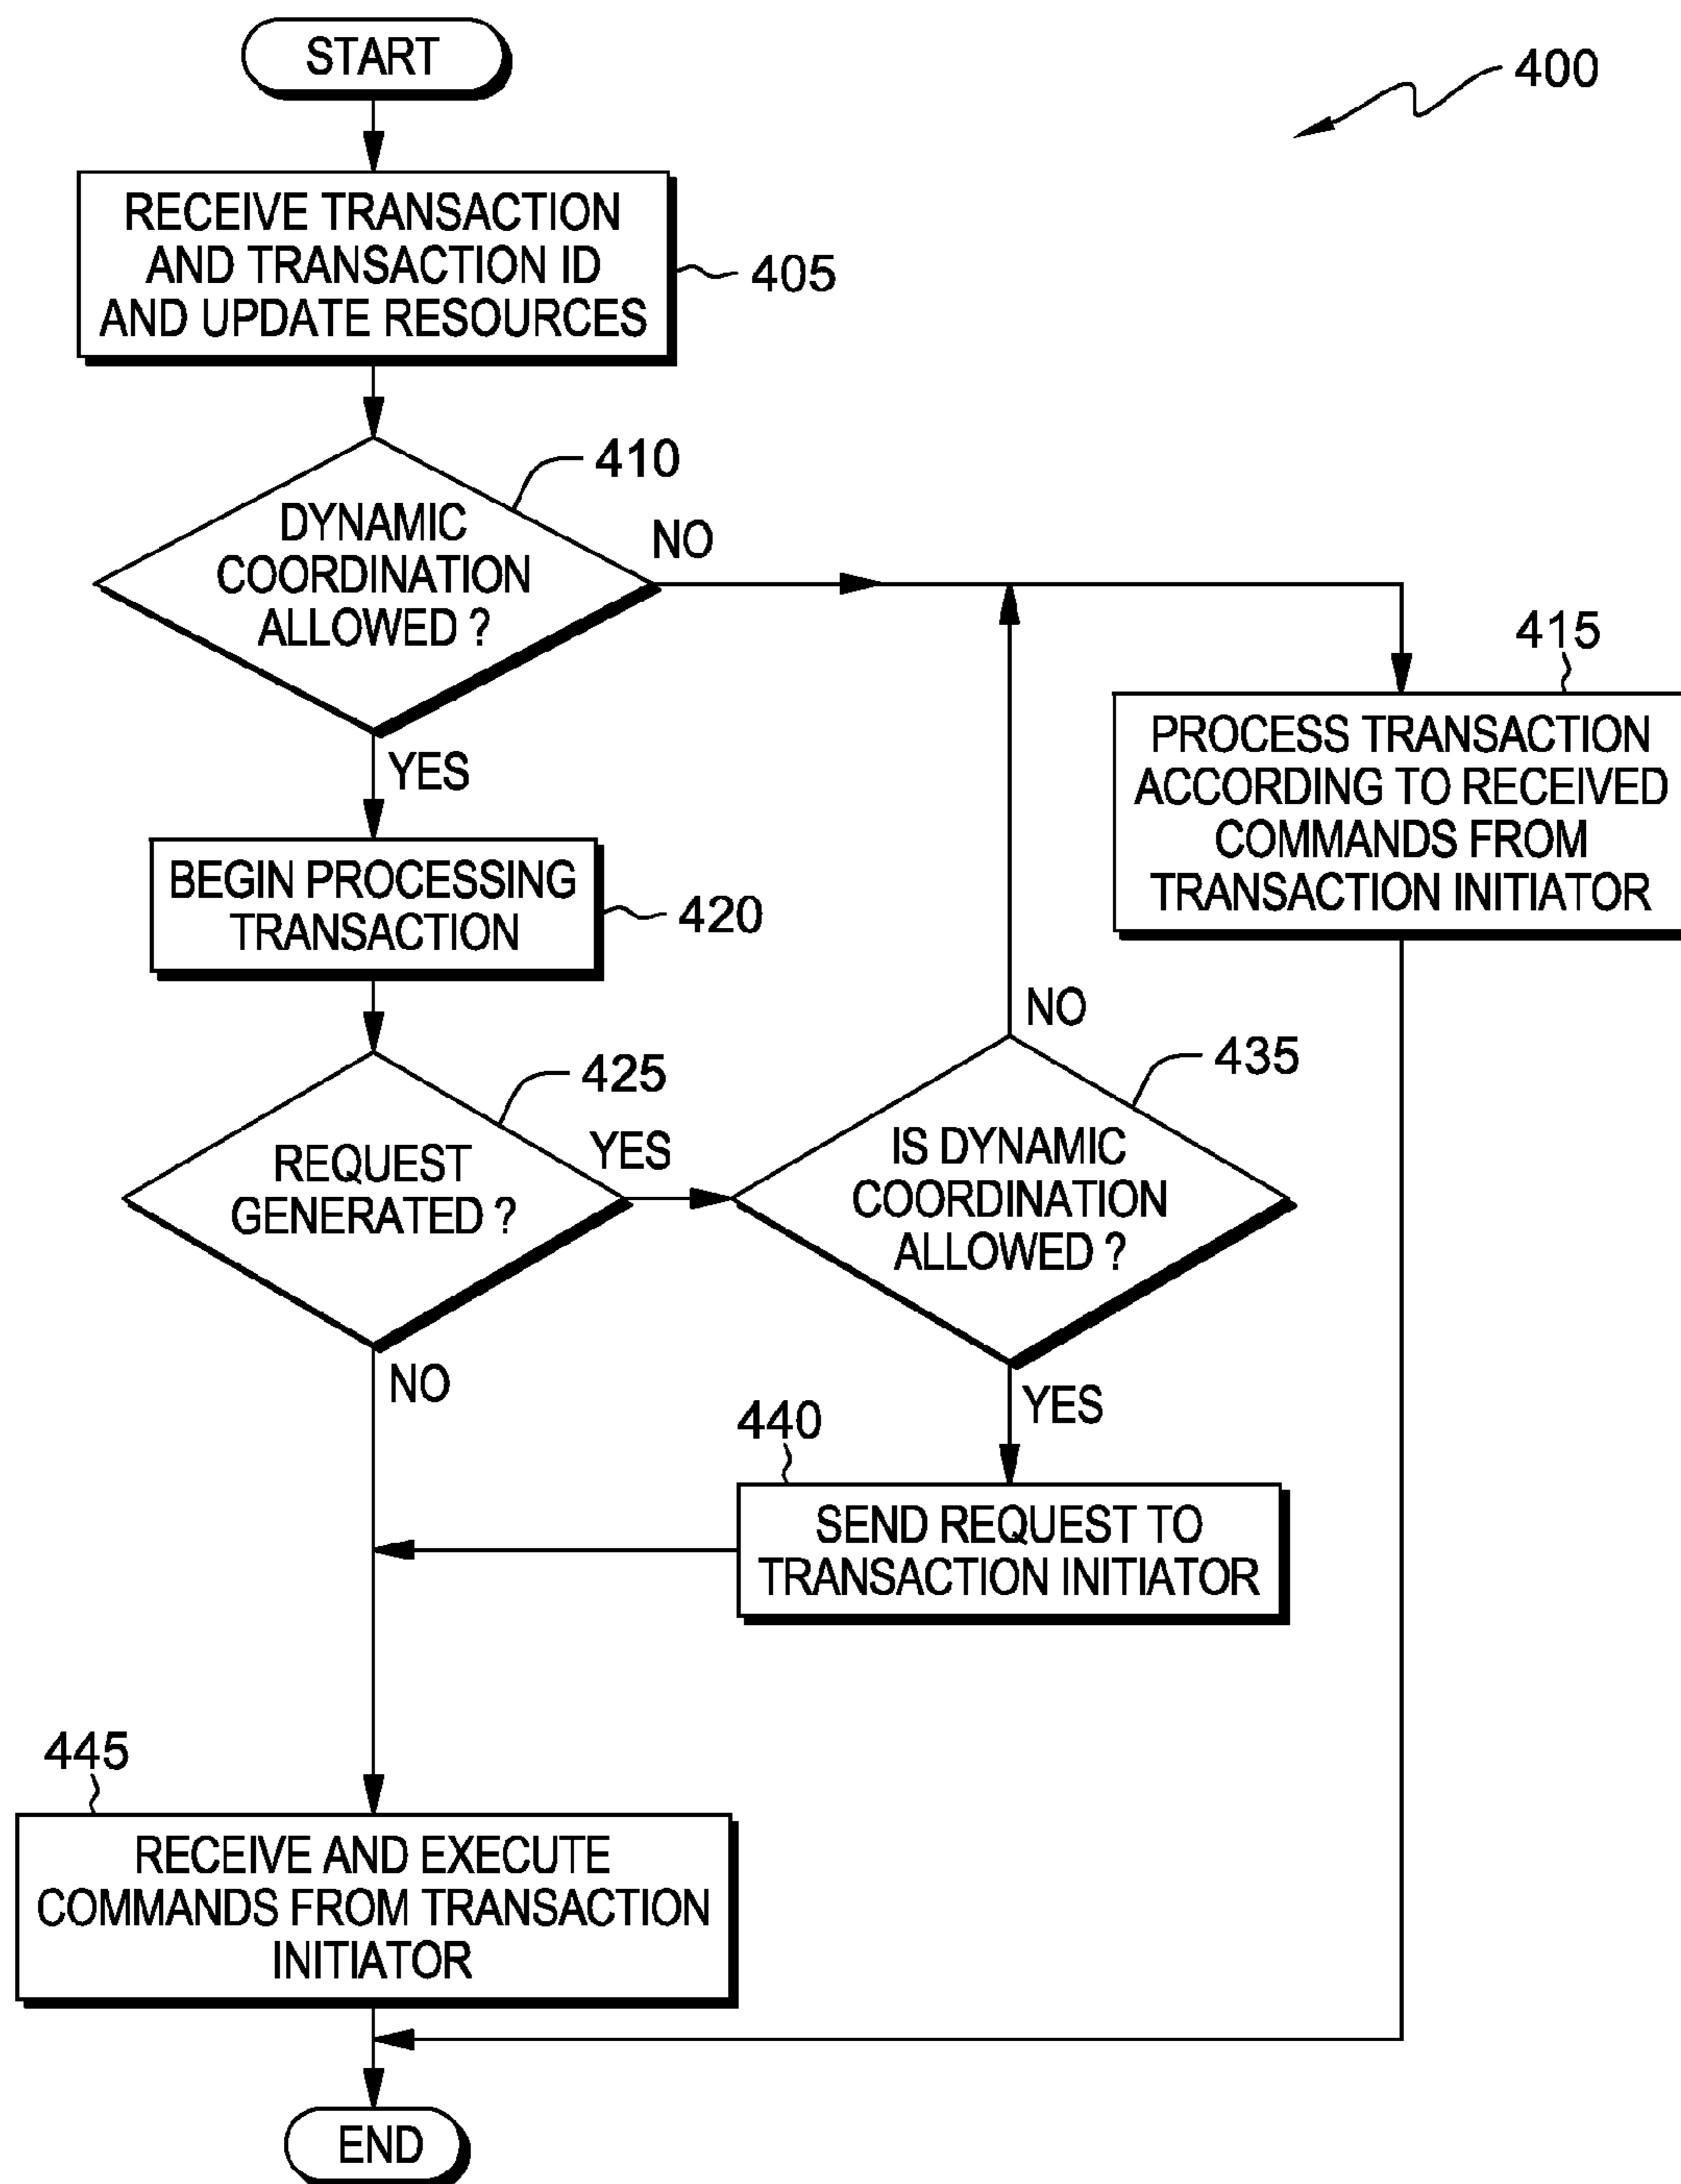 START
400
RECEIVE TRANSACTION
AND TRANSACTION ID
AND UPDATE RESOURCES
405
410
DYNAMIC
COORDINATION
ALLOWED ?
NO
YES
415
PROCESS TRANSACTION
ACCORDING TO RECEIVED
COMMANDS FROM
TRANSACTION INITIATOR
BEGIN PROCESSING
TRANSACTION
420
425
REQUEST
GENERATED ?
YES
NO
NO
435
IS DYNAMIC
COORDINATION
ALLOWED ?
YES
440
SEND REQUEST TO
TRANSACTION INITIATOR
445
RECEIVE AND EXECUTE
COMMANDS FROM TRANSACTION
INITIATOR
END